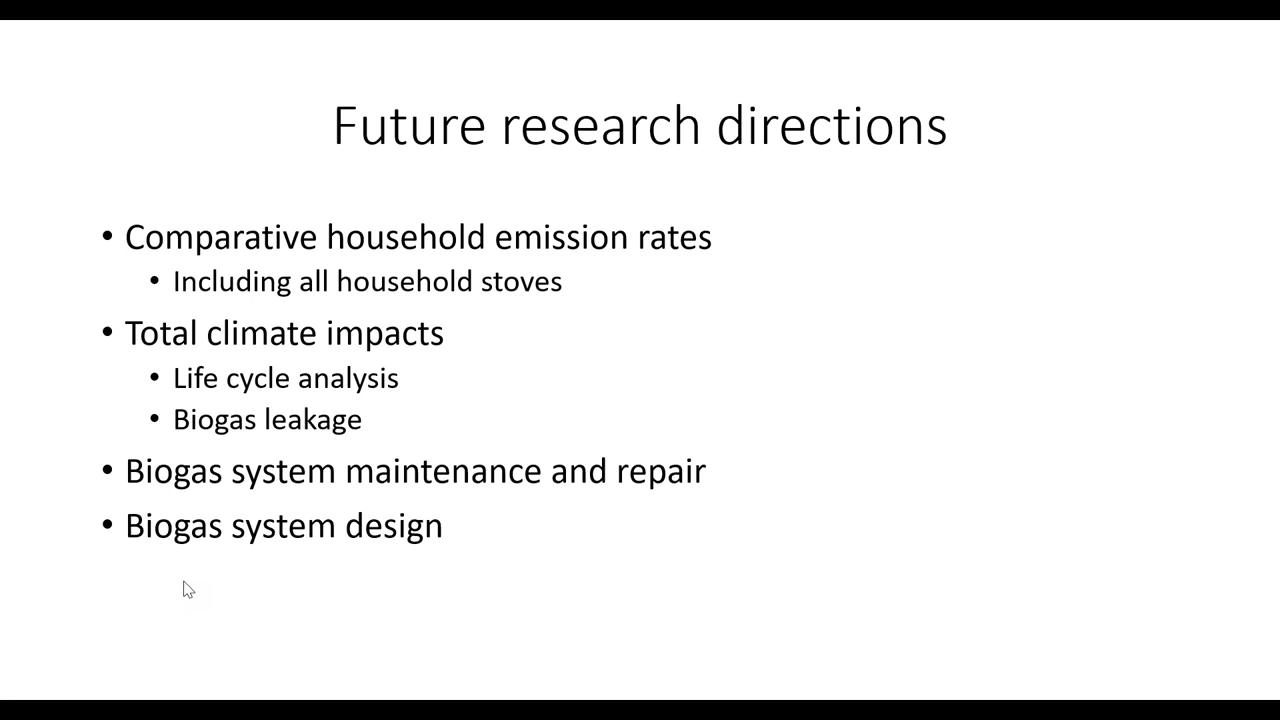 Future research directions
• Comparative household emission rates
• Including all household stoves
• Total climate impacts
• Life cycle analysis
• Biogas leakage
• Biogas system maintenance and repair
• Biogas system design